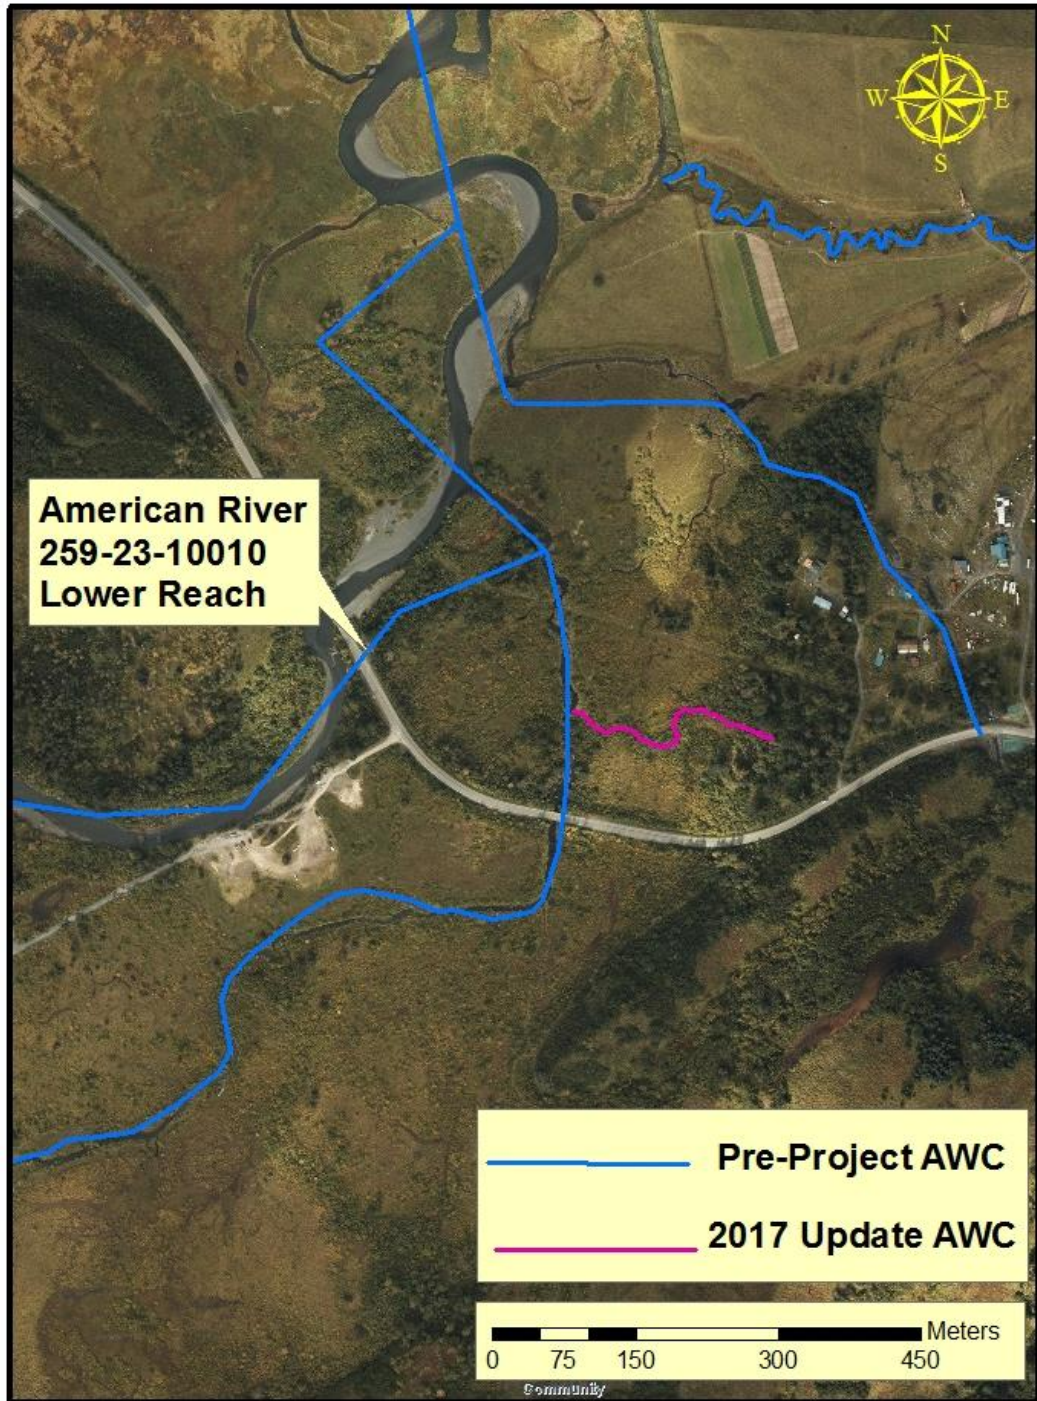 N
W E
S
American River
259-23-10010
Lower Reach
Pre-Project AWC
2017 Update AWC
Meters
0 75 150 300 450
Community